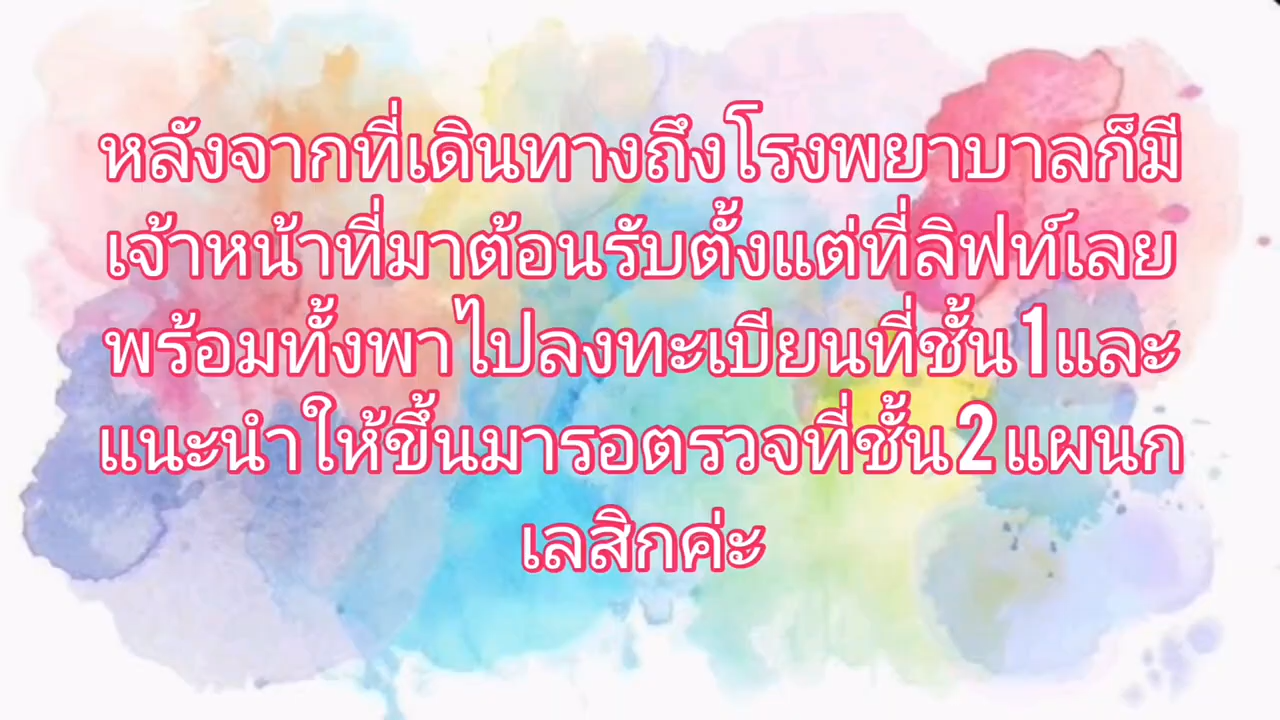 หลังจากที่เดินทางถึงโรงพยาบาลก็มี
เจ้าหน้าที่มาต้อนรับตั้งแต่ที่ลิฟท์เลย
พร้อมทั้งพาไปลงทะเบียนที่ชั้น1และ
แนะนำให้ขึ้นมารอตรวจที่ชั้น2แผนก
เลสิกค่ะ